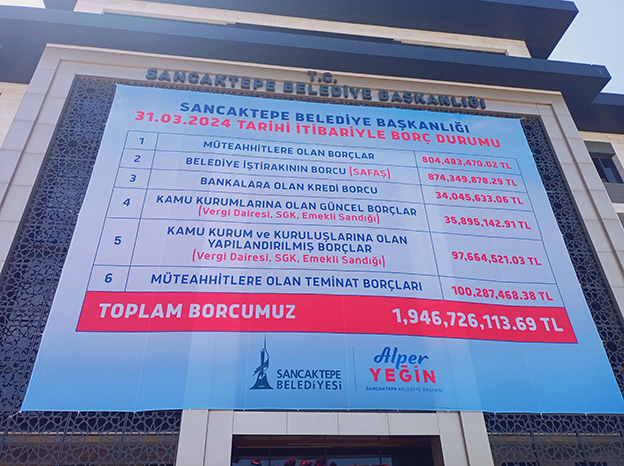 T.C.
SANCAKTEPE BELEDİYE BAŞKANLIĞI
SANCAKTEPE BELEDİYE BAŞKANLIĞI
31.03.2024 TARİHİ İTİBARİYLE BORÇ DURUMU
1 MÜTEAHHİTLERE OLAN BORÇLAR 804,483,470.02 TL
2 BELEDİYE İŞTİRAKININ BORCU (SAFAŞ) 874,349,878.29 TL
3 BANKALARA OLAN KREDİ BORCU 34,045,633.06 TL
4 KAMU KURUMLARINA OLAN GÜNCEL BORÇLAR 35,895,142.91 TL
(Vergi Dairesi, SGK, Emekli Sandığı)
5 KAMU KURUM ve KURULUŞLARINA OLAN
YAPILANDIRILMIŞ BORÇLAR 97,664,521.03 TL
(Vergi Dairesi, SGK, Emekli Sandığı)
6 MÜTEAHHİTLERE OLAN TEMİNAT BORÇLARI 100,287,468.38 TL
TOPLAM BORCUMUZ 1,946,726,113.69 TL
SANCAKTEPE
BELEDİYESİ
Alper
YEĞİN
SANCAKTEPE BELEDİYE BAŞKANI